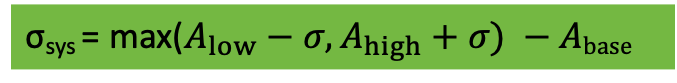 σsys = max(Alow − σ, Ahigh + σ) − Abase